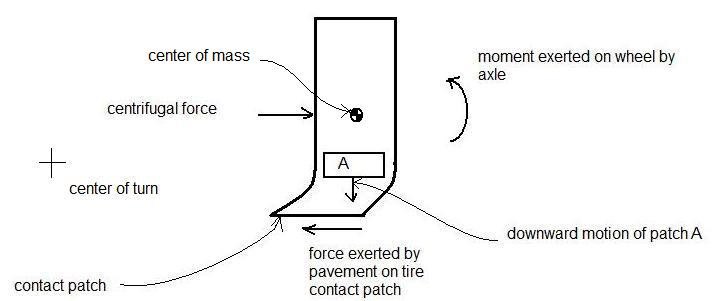 center of mass
moment exerted on wheel by
axle
centrifugal force
A
center of turn
downward motion of patch A
force exerted by
pavement on tire
contact patch
contact patch